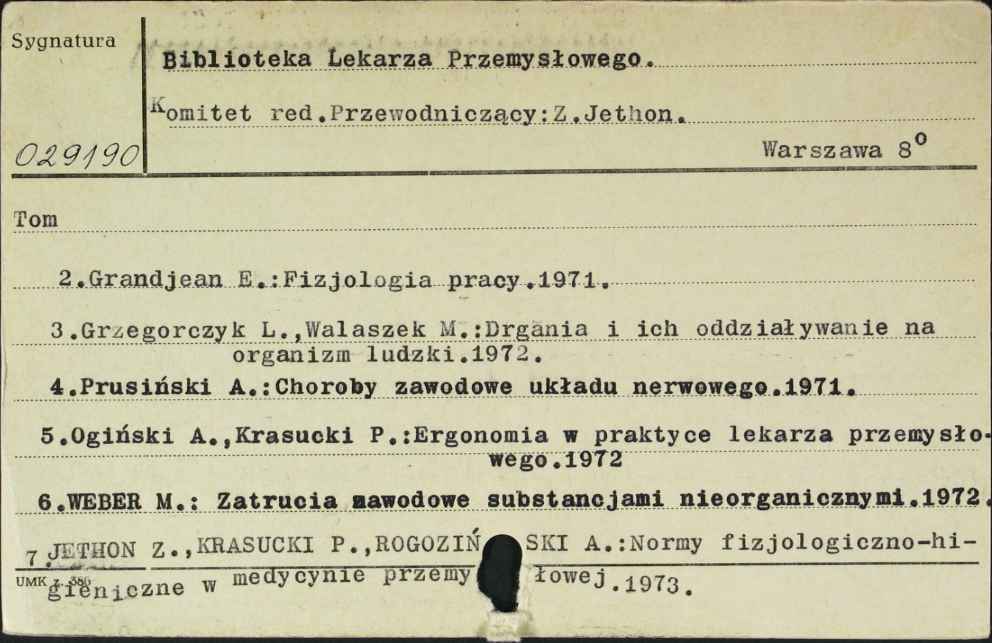 Sygnatura
Biblioteka Lekarza Przemysłowego.
Komitet red.Przewodniczący:Z.Jethon.
029190
Warszawa 8º
Tom
2.Grandjean E.:Fizjologia pracy.1971.
3.Grzegorczyk L.,Walaszek M.:Drgania i ich oddziaływanie na
organizm ludzki.1972.
4.Prusiński A.:Choroby zawodowe układu nerwowego.1971.
5.Ogiński A.,Krasucki P.:Ergonomia w praktyce lekarza przemysło-
wego.1972
6.WEBER M.: Zatrucia zawodowe substancjami nieorganicznymi.1972.
7.JETHON Z.,KRASUCKI P.,ROGOZIŃ SKI A.:Normy fizjologiczno-hi-
UMK
gieniczne w medycynie przemy łowej.1973.